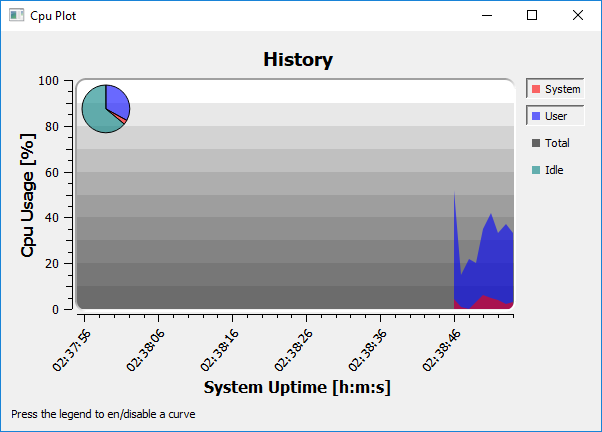 Cpu Plot
History
100
80
60
40
20
0
Cpu Usage [%]
02:37:56
02:38:06
02:38:16
02:38:26
02:38:36
02:38:46
System Uptime [h:m:s]
System
User
Total
Idle
Press the legend to en/disable a curve